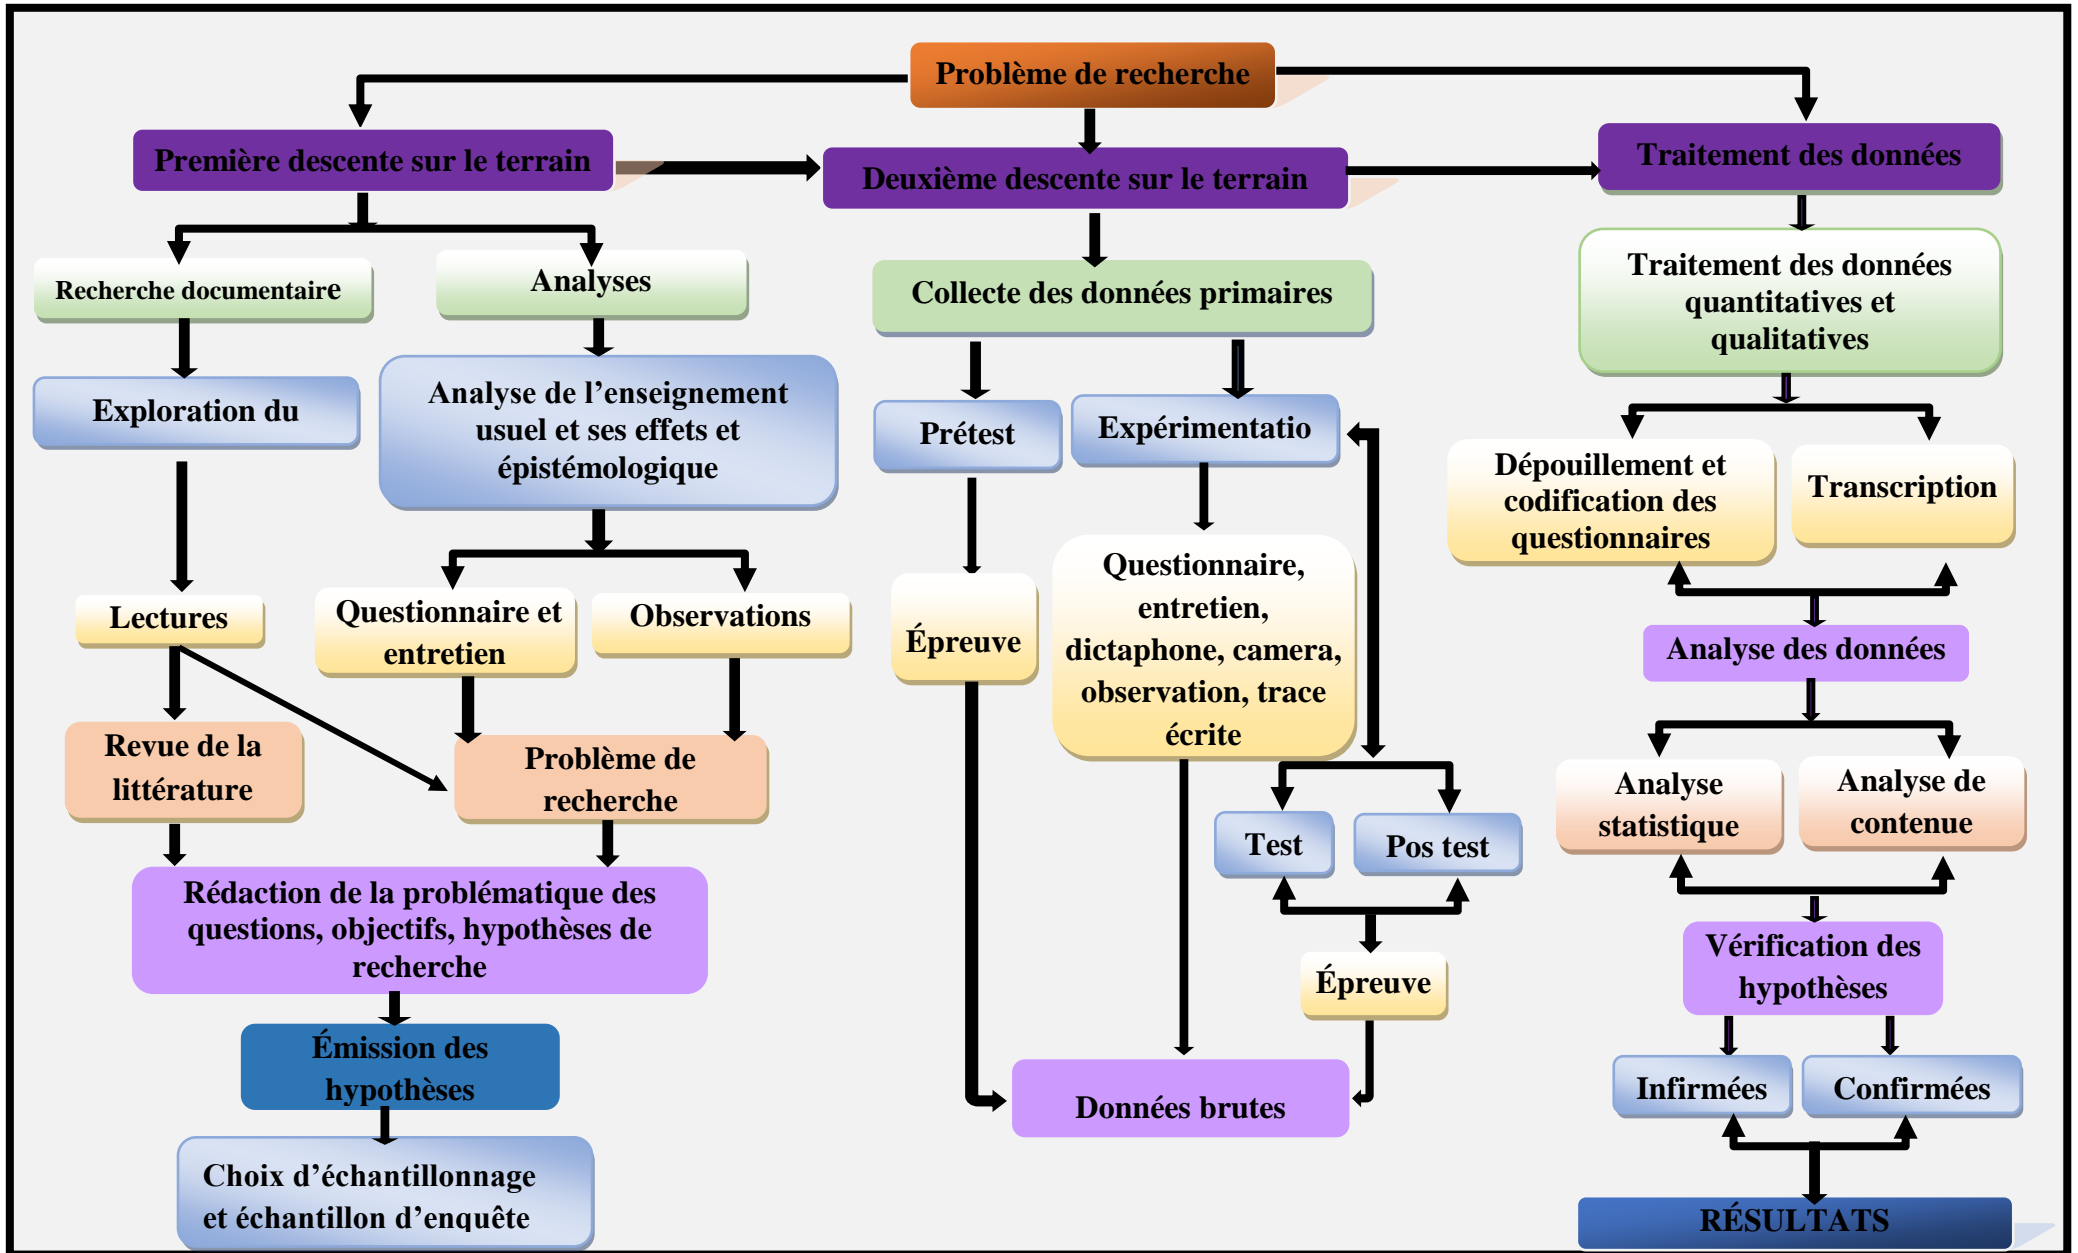 Problème de recherche
Première descente sur le terrain
Deuxième descente sur le terrain
Traitement des données
Recherche documentaire
Analyses
Collecte des données primaires
Traitement des données
quantitatives et
qualitatives
Exploration du
Analyse de l’enseignement
usuel et ses effets et
épistémologique
Prétest
Expérimentatio
Dépouillement et
codification des
questionnaires
Transcription
Lectures
Questionnaire et
entretien
Observations
Épreuve
Questionnaire,
entretien,
dictaphone, camera,
observation, trace
écrite
Analyse des données
Revue de la
littérature
Problème de
recherche
Test
Pos test
Analyse
statistique
Analyse de
contenue
Rédaction de la problématique des
questions, objectifs, hypothèses de
recherche
Épreuve
Vérification des
hypothèses
Émission des
hypothèses
Données brutes
Infirmées
Confirmées
Choix d’échantillonnage
et échantillon d’enquête
RÉSULTATS